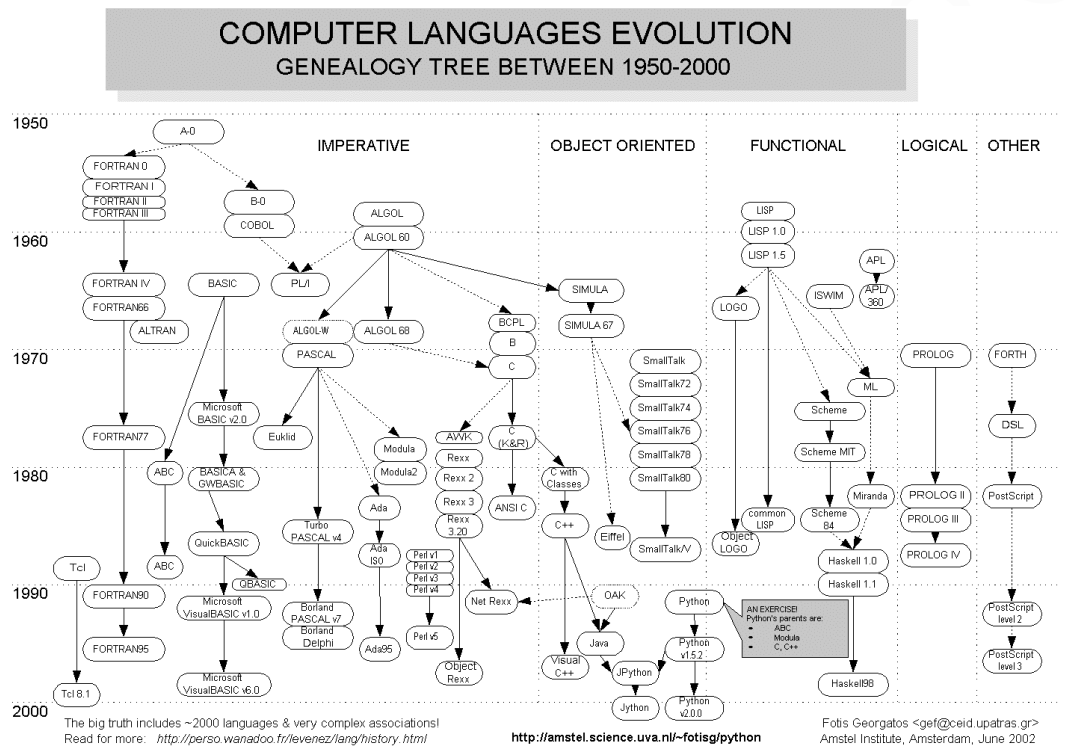 COMPUTER LANGUAGES EVOLUTION
GENEALOGY TREE BETWEEN 1950-2000
1950
IMPERATIVE
OBJECT ORIENTED
FUNCTIONAL
LOGICAL
OTHER
A-0
FORTRAN 0
FORTRAN I
FORTRAN II
FORTRAN III
B-0
COBOL
ALGOL
ALGOL 60
LISP
LISP 1.0
LISP 1.5
1960
FORTRAN IV
FORTRAN66
ALTRAN
BASIC
PL/I
ALGOL-W
PASCAL
ALGOL 68
BCPL
B
C
SIMULA
SIMULA 67
LOGO
ISWIM
APL
APL/
360
1970
SmallTalk
SmallTalk72
SmallTalk74
SmallTalk76
SmallTalk78
SmallTalk80
PROLOG
FORTH
ML
Microsoft
BASIC v2.0
FORTRAN77
Euklid
Modula
Modula2
AWK
Rexx
Rexx 2
Rexx 3
Rexx
3.20
C
(K&R)
Scheme
Scheme MIT
DSL
1980
ABC
BASICA &
GWBASIC
Ada
C with
Classes
ANSI C
C++
Eiffel
SmallTalk/V
common
LISP
Object
LOGO
Scheme
84
Miranda
PROLOG II
PROLOG III
PROLOG IV
PostScript
QuickBASIC
Turbo
PASCAL v4
Ada
ISO
Perl v1
Perl v2
Perl v3
Perl v4
Haskell 1.0
Haskell 1.1
Tcl
ABC
QBASIC
1990
FORTRAN90
Microsoft
VisualBASIC v1.0
Borland
PASCAL v7
Borland
Delphi
Net Rexx
OAK
Python
AN EXERCISE!
Python's parents are:
- ABC
- Modula
- C, C++
PostScript
level 2
FORTRAN95
Ada95
Perl v5
Java
Python
v1.5.2
PostScript
level 3
Object
Rexx
Visual
C++
JPython
Haskell98
Tcl 8.1
Microsoft
VisualBASIC v6.0
Jython
Python
v2.0.0
2000
The big truth includes ~2000 languages & very complex associations!
Read for more: http://perso.wanadoo.fr/levenez/lang/history.html
http://amstel.science.uva.nl/~fotisg/python
Fotis Georgatos <gef@ceid.upatras.gr>
Amstel Institute, Amsterdam, June 2002